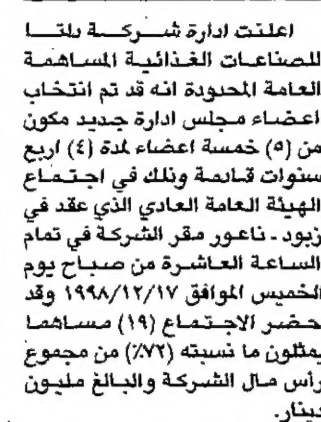 اعلنت ادارة شركة دلتا
للصناعات الغذائية المساهمة
العامة المحدودة انه قد تم انتخاب
اعضاء مجلس ادارة جديد مكون
من (٥) خمسة اعضاء لمدة (٤) اربع
سنوات قادمة وذلك في اجتماع
الهيئة العامة العادي الذي عقد في
زبود - ناعور مقر الشركة في تمام
الساعة العاشرة من صباح يوم
الخميس الموافق ١٩٩٨/١٢/١٧ وقد
حضر الاجتماع (١٩) مساهما
يمثلون ما نسبته (٧٢٪) من مجموع
رأس مال الشركة والبالغ مليون
دينار.